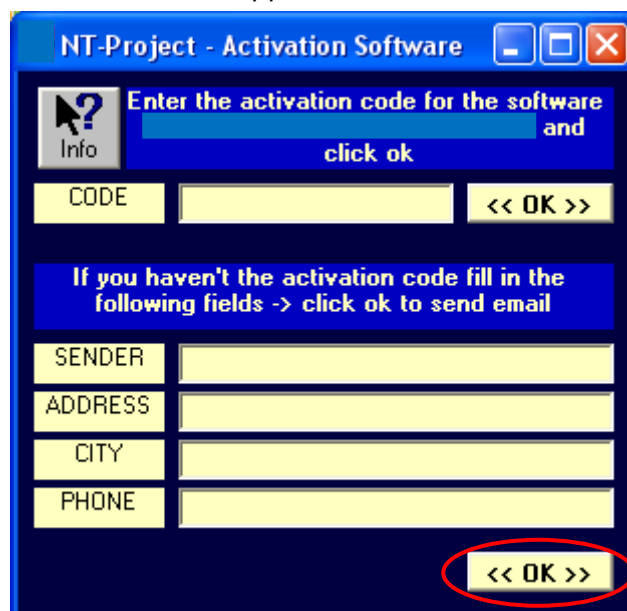 NT-Project - Activation Software
Enter the activation code for the software
and
click ok
Info
CODE
<< OK >>
If you haven't the activation code fill in the
following fields -> click ok to send email
SENDER
ADDRESS
CITY
PHONE
<< OK >>